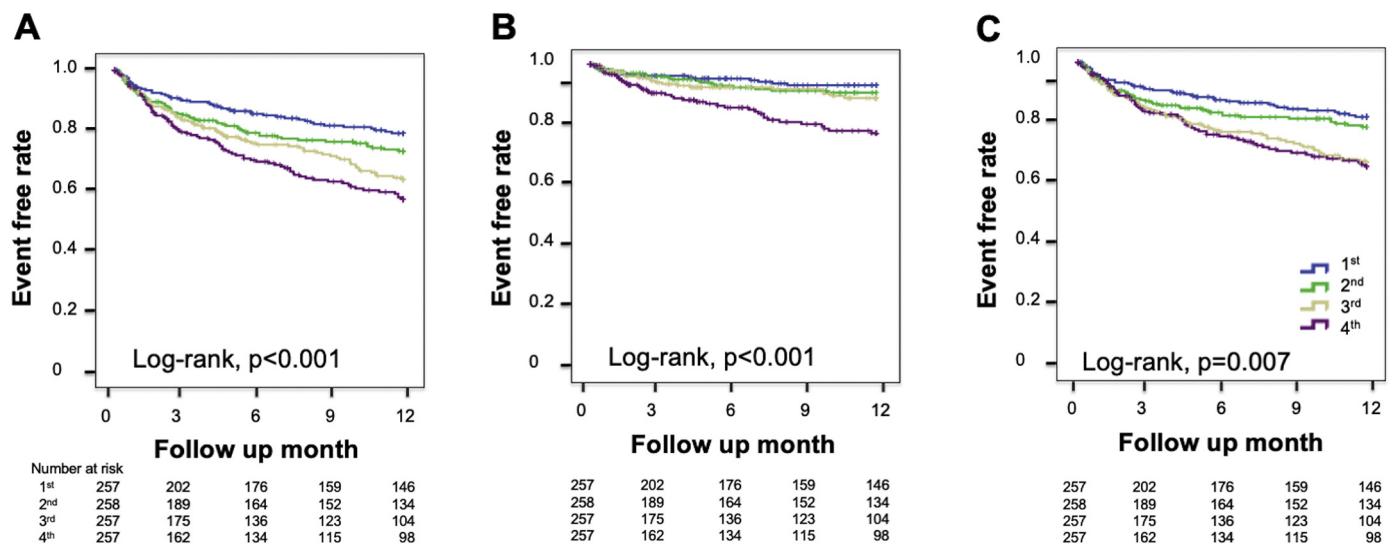 A
Event free rate
1.0
0.8
0.6
0.4
0.2
0
Log-rank, p<0.001
0 3 6 9 12
Follow up month
Number at risk
1st 257 202 176 159 146
2nd 258 189 164 152 134
3rd 257 175 136 123 104
4th 257 162 134 115 98
B
Event free rate
1.0
0.8
0.6
0.4
0.2
0
Log-rank, p<0.001
0 3 6 9 12
Follow up month
257 202 176 159 146
258 189 164 152 134
257 175 136 123 104
257 162 134 115 98
C
Event free rate
1.0
0.8
0.6
0.4
0.2
0
1st
2nd
3rd
4th
Log-rank, p=0.007
0 3 6 9 12
Follow up month
257 202 176 159 146
258 189 164 152 134
257 175 136 123 104
257 162 134 115 98